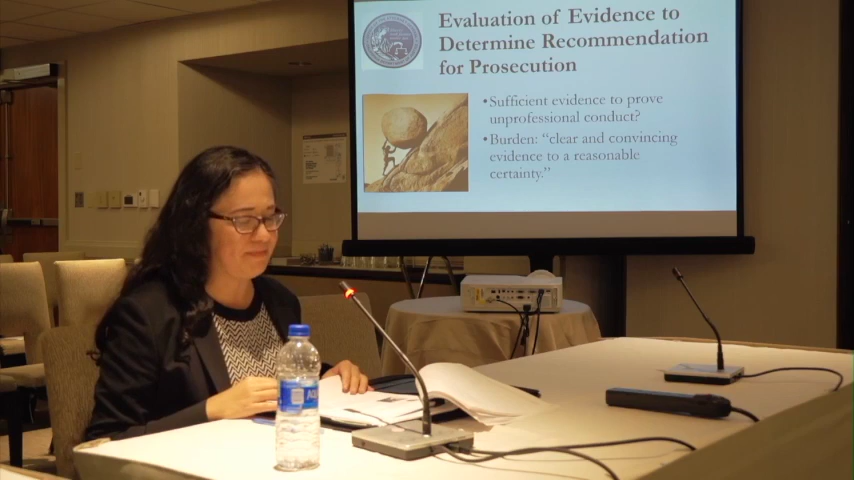 Evaluation of Evidence to
Determine Recommendation
for Prosecution
•Sufficient evidence to prove
unprofessional conduct?
•Burden: “clear and convincing
evidence to a reasonable
certainty.”